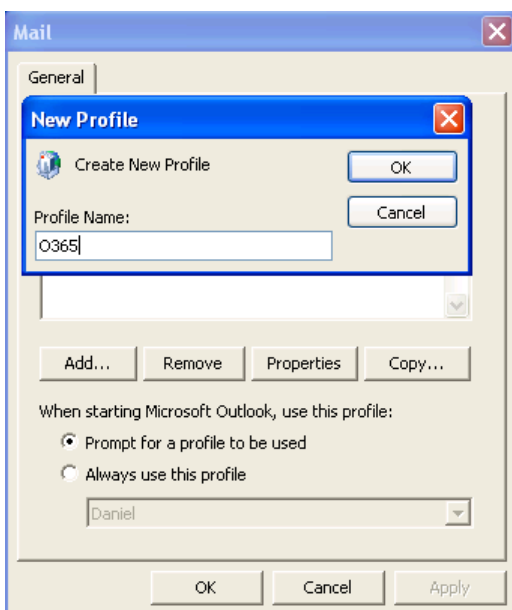 Mail
General
New Profile
Create New Profile
OK
Profile Name:
Cancel
O365
Add... Remove Properties Copy...
When starting Microsoft Outlook, use this profile:
Prompt for a profile to be used
Always use this profile
Daniel
OK Cancel Apply